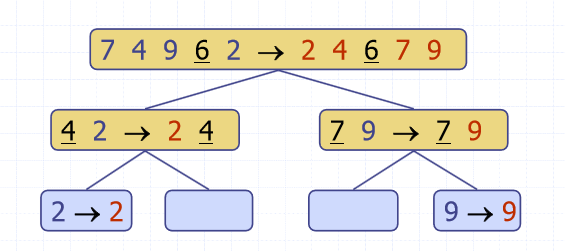 7 4 9 6 2 → 2 4 6 7 9
4 2 → 2 4
7 9 → 7 9
2 → 2
9 → 9